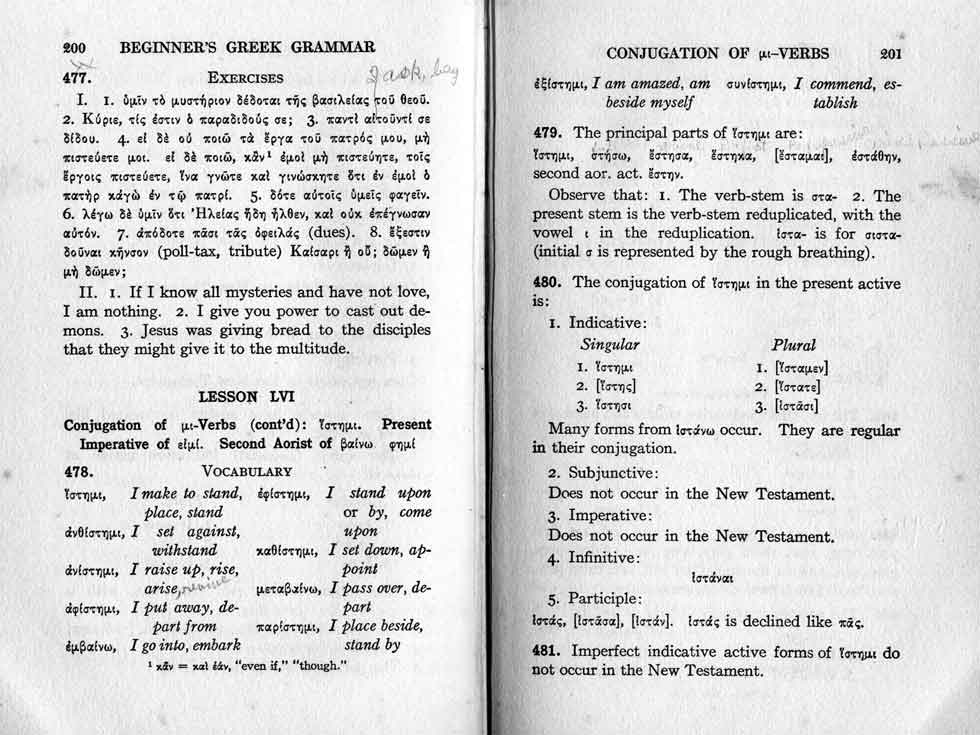 200 BEGINNER'S GREEK GRAMMAR
477. EXERCISES
I. 1. ὑμῖν τὸ μυστήριον δέδοται τῆς βασιλείας τοῦ θεοῦ.
2. Κύριε, τίς ἐστιν ὁ παραδιδούς σε; 3. παντὶ αἰτοῦντί σε
δίδου. 4. εἰ δὲ οὐ ποιῶ τὰ ἔργα τοῦ πατρός μου, μὴ
πιστεύετε μοι. εἰ δὲ ποιῶ, κἂν¹ ἐμοὶ μὴ πιστεύητε, τοῖς
ἔργοις πιστεύετε, ἵνα γνῶτε καὶ γινώσκητε ὅτι ἐν ἐμοὶ ὁ
πατὴρ κἀγὼ ἐν τῷ πατρί. 5. δότε αὐτοῖς ὑμεῖς φαγεῖν.
6. λέγω δὲ ὑμῖν ὅτι Ἠλείας ἤδη ἦλθεν, καὶ οὐκ ἐπέγνωσαν
αὐτόν. 7. ἀπόδοτε πᾶσι τὰς ὀφειλάς (dues). 8. ἔξεστιν
δοῦναι κῆνσον (poll-tax, tribute) Καίσαρι ἢ οὔ; δῶμεν ἢ
μὴ δῶμεν;
II. 1. If I know all mysteries and have not love,
I am nothing. 2. I give you power to cast out de-
mons. 3. Jesus was giving bread to the disciples
that they might give it to the multitude.
LESSON LVI
Conjugation of μι-Verbs (cont'd): ἵστημι. Present
Imperative of εἰμί. Second Aorist of βαίνω φημί
478. VOCABULARY
ἵστημι, I make to stand,
place, stand
ἀνθίστημι, I set against,
withstand
ἀνίστημι, I raise up, rise,
arise, revive
ἀφίστημι, I put away, de-
part from
ἐμβαίνω, I go into, embark
ἐφίστημι, I stand upon
or by, come
upon
καθίστημι, I set down, ap-
point
μεταβαίνω, I pass over, de-
part
παρίστημι, I place beside,
stand by
¹ κἄν = καὶ ἐάν, "even if," "though."
CONJUGATION OF μι-VERBS 201
ἐξίστημι, I am amazed, am
beside myself
συνίστημι, I commend, es-
tablish
479. The principal parts of ἵστημι are:
ἵστημι, στήσω, ἔστησα, ἔστηκα, [ἕσταμαι], ἐστάθην,
second aor. act. ἔστην.
Observe that: 1. The verb-stem is στα- 2. The
present stem is the verb-stem reduplicated, with the
vowel ι in the reduplication. ἱστα- is for σιστα-
(initial σ is represented by the rough breathing).
480. The conjugation of ἵστημι in the present active
is:
1. Indicative:
Singular Plural
1. ἵστημι 1. [ἵσταμεν]
2. [ἵστης] 2. [ἵστατε]
3. ἵστησι 3. [ἱστᾶσι]
Many forms from ἱστάνω occur. They are regular
in their conjugation.
2. Subjunctive:
Does not occur in the New Testament.
3. Imperative:
Does not occur in the New Testament.
4. Infinitive:
ἱστάναι
5. Participle:
ἱστάς, [ἱστᾶσα], [ἱστάν]. ἱστάς is declined like πᾶς.
481. Imperfect indicative active forms of ἵστημι do
not occur in the New Testament.